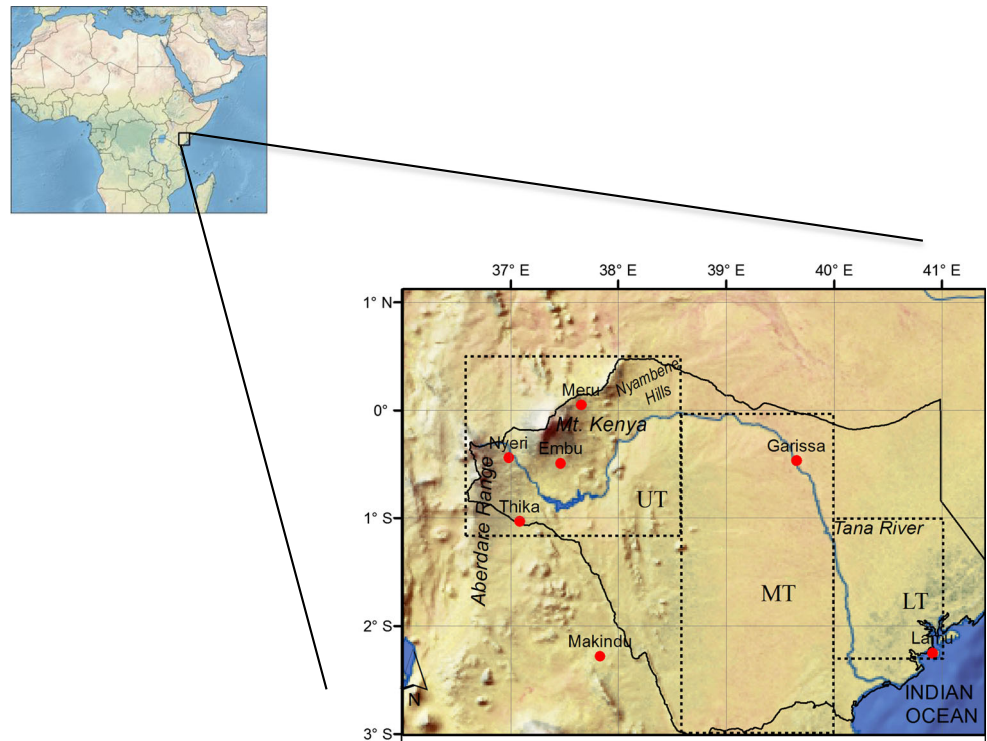 37° E 38° E 39° E 40° E 41° E
1° N
Nyambene
Hills
Meru
0°
Mt. Kenya
Nyeri
Embu
Garissa
Aberdare Range
UT
Thika
1° S
Tana River
MT
LT
2° S
Makindu
Lamu
N
INDIAN
OCEAN
3° S